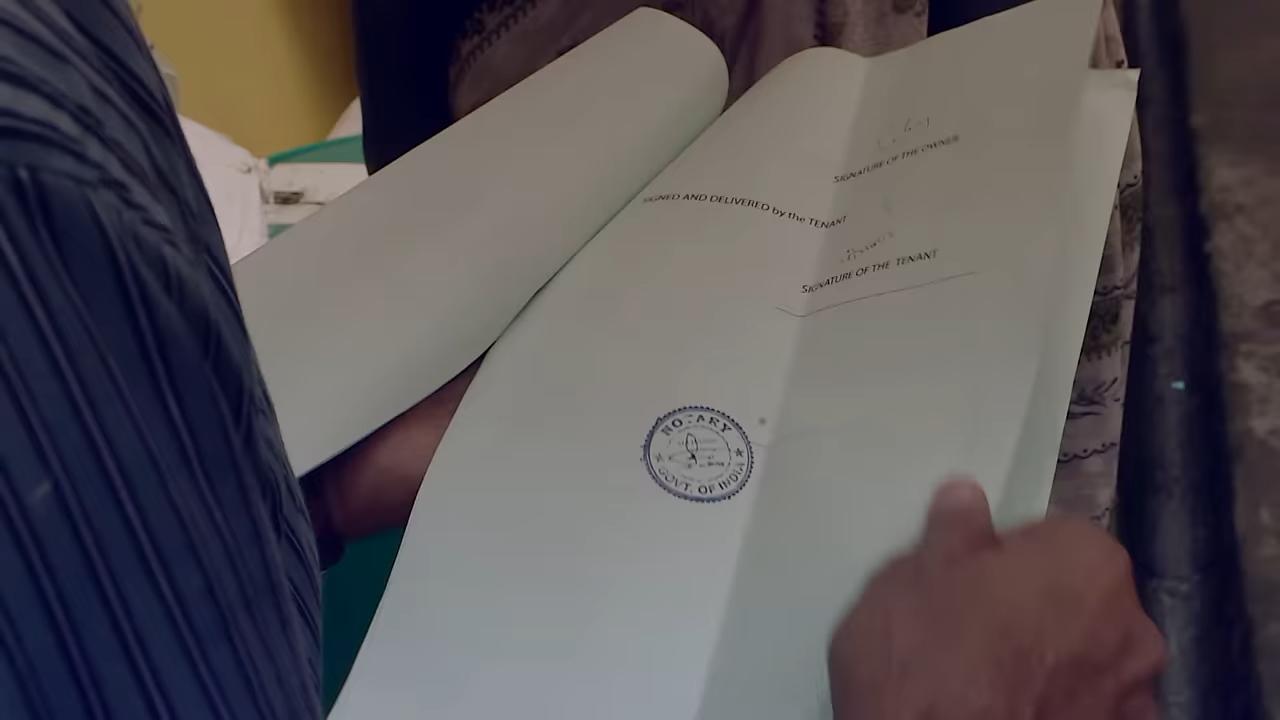 SIGNATURE OF THE OWNER
SIGNED AND DELIVERED by the TENANT
SIGNATURE OF THE TENANT
NOTARY
GOVT. OF INDIA